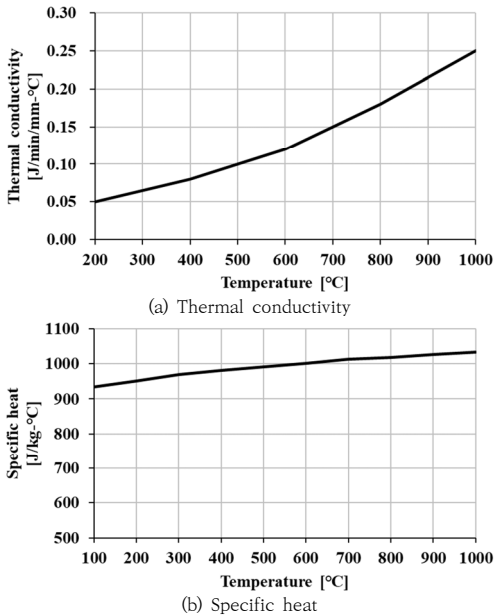 0.30
0.25
0.20
0.15
0.10
0.05
0.00
Thermal conductivity
[J/min/mm-°C]
200 300 400 500 600 700 800 900 1000
Temperature [°C]
(a) Thermal conductivity
1100
1000
900
800
700
600
500
Specific heat
[J/kg-°C]
100 200 300 400 500 600 700 800 900 1000
Temperature [°C]
(b) Specific heat